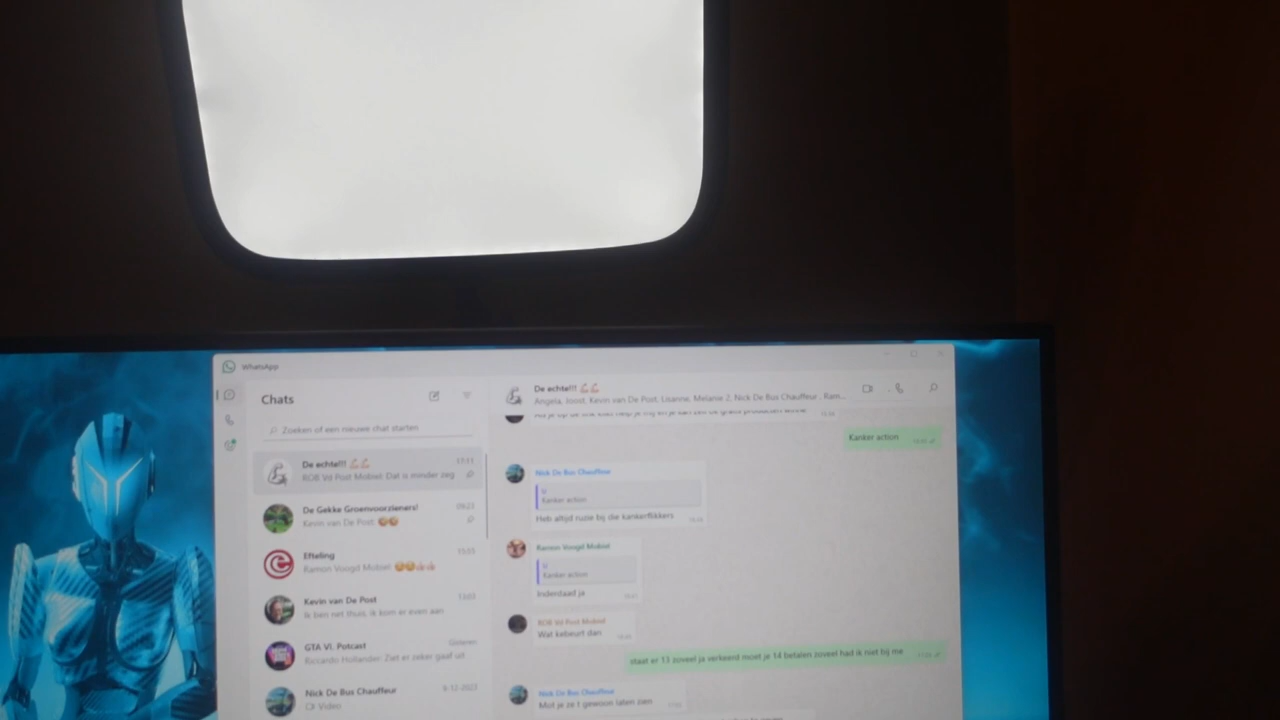 WhatsApp
Chats
Zoeken of een nieuwe chat starten
De echte!!! 💪💪
17:11
ROB Vd Post Mobiel: Dat is minder zeg
De Gekke Groenvoorzieners!
09:23
Kevin van De Post:
Efteling
15:55
Ramon Voogd Mobiel:
Kevin van De Post
13:03
Ik ben net thuis, ik kom er even aan
GTA VI. Potcast
Gisteren
Riccardo Hollander: Ziet er zeker gaaf uit.
Nick De Bus Chauffeur
8-12-2023
Video
De echte!!! 💪💪
Angela, Joost, Kevin van De Post, Lisanne, Melanie 2, Nick De Bus Chauffeur , Ram...
Kanker action
Nick De Bus Chauffeur
U
Kanker action
Heb altijd ruzie bij die kankerflikkers
Ramon Voogd Mobiel
U
Kanker action
Inderdaad ja
ROB Vd Post Mobiel
Wat kebeurt dan
staat er 13 zoveel ja verkeerd moet je 14 betalen zoveel had ik niet bij me
Nick De Bus Chauffeur
Mot je ze t gewoon laten zien